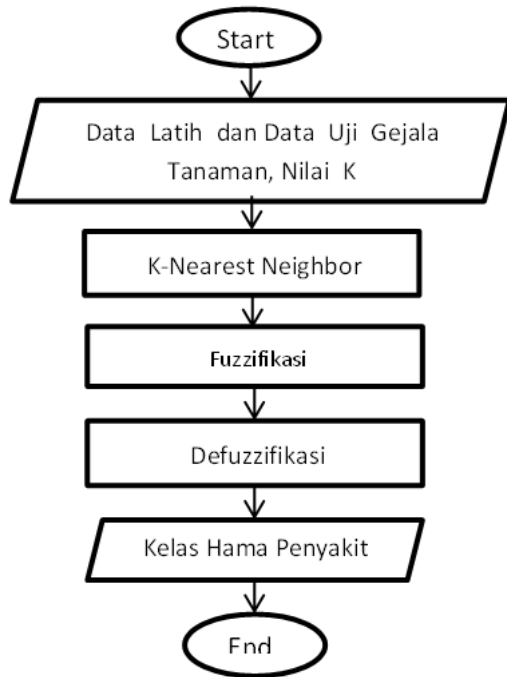 Start
Data Latih dan Data Uji Gejala
Tanaman, Nilai K
K-Nearest Neighbor
Fuzzifikasi
Defuzzifikasi
Kelas Hama Penyakit
End